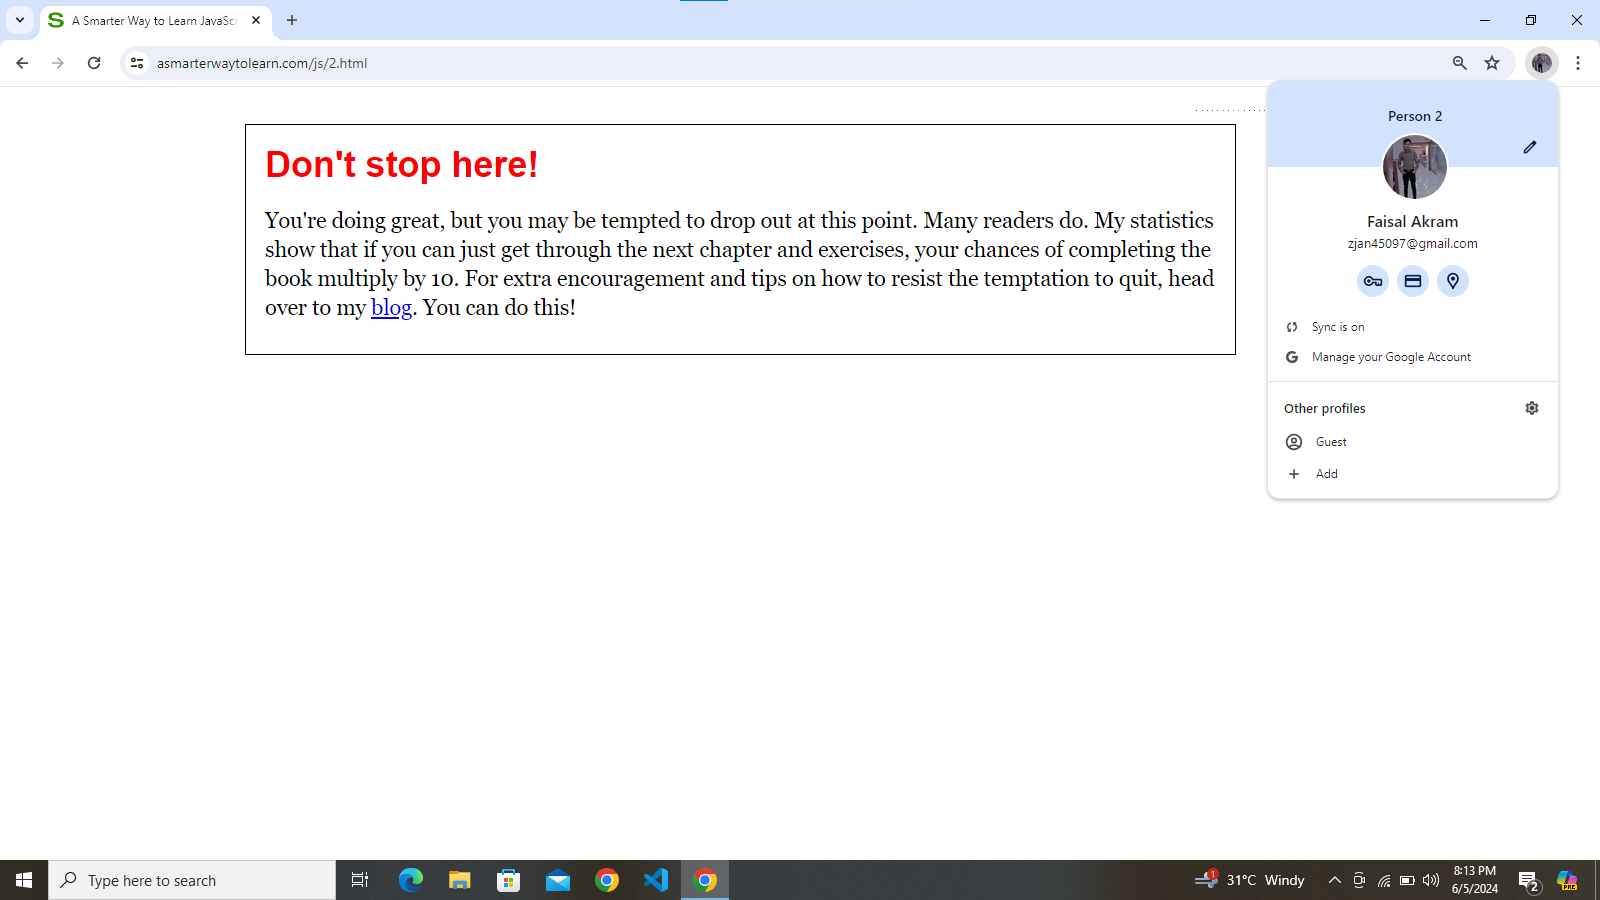 A Smarter Way to Learn JavaScr
asmarterwaytolearn.com/js/2.html
Don't stop here!
You're doing great, but you may be tempted to drop out at this point. Many readers do. My statistics
show that if you can just get through the next chapter and exercises, your chances of completing the
book multiply by 10. For extra encouragement and tips on how to resist the temptation to quit, head
over to my blog. You can do this!
Person 2
Faisal Akram
zjan45097@gmail.com
Sync is on
Manage your Google Account
Other profiles
Guest
Add
Type here to search
1
31°C Windy
8:13 PM
6/5/2024
2
PRE